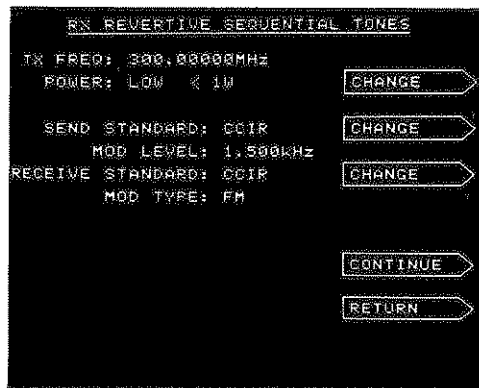 RX REVERTIVE SEQUENTIAL TONES
TX FREQ: 300.00000MHz
POWER: LOW < 1W
CHANGE
SEND STANDARD: CCIR
CHANGE
MOD LEVEL: 1.500kHz
RECEIVE STANDARD: CCIR
CHANGE
MOD TYPE: FM
CONTINUE
RETURN